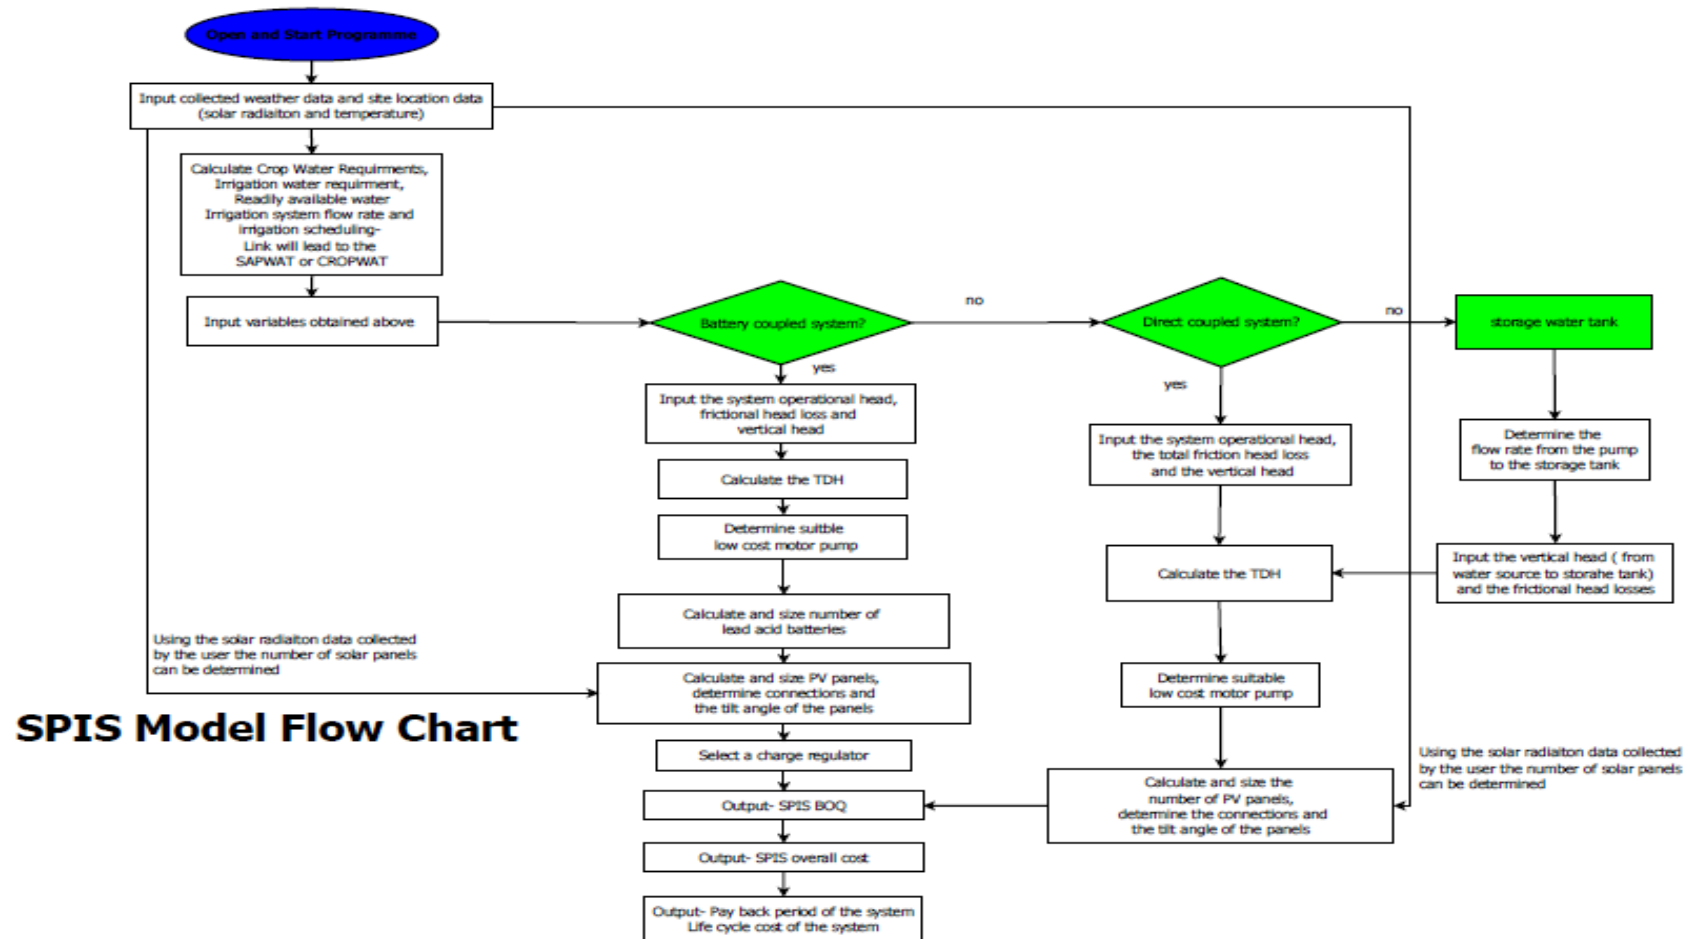 Open and Start Programme
Input collected weather data and site location data
(solar radiaiton and temperature)
Calculate Crop Water Requirments,
Irrigation water requirment,
Readily available water
Irrigation system flow rate and
irrigation scheduling-
Link will lead to the
SAPWAT or CROPWAT
Input variables obtained above
Battery coupled system?
no
Direct coupled system?
no
storage water tank
yes
Input the system operational head,
frictional head loss and
vertical head
Calculate the TDH
Determine suitble
low cost motor pump
Calculate and size number of
lead acid batteries
yes
Input the system operational head,
the total friction head loss
and the vertical head
Calculate the TDH
Determine suitable
low cost motor pump
Determine the
flow rate from the pump
to the storage tank
Input the vertical head ( from
water source to storahe tank)
and the frictional head losses
Using the solar radiaiton data collected
by the user the number of solar panels
can be determined
Calculate and size PV panels,
determine connections and
the tilt angle of the panels
SPIS Model Flow Chart
Select a charge regulator
Using the solar radiaiton data collected
by the user the number of solar panels
can be determined
Calculate and size the
number of PV panels,
determine the connections and
the tilt angle of the panels
Output- SPIS BOQ
Output- SPIS overall cost
Output- Pay back period of the system
Life cycle cost of the system